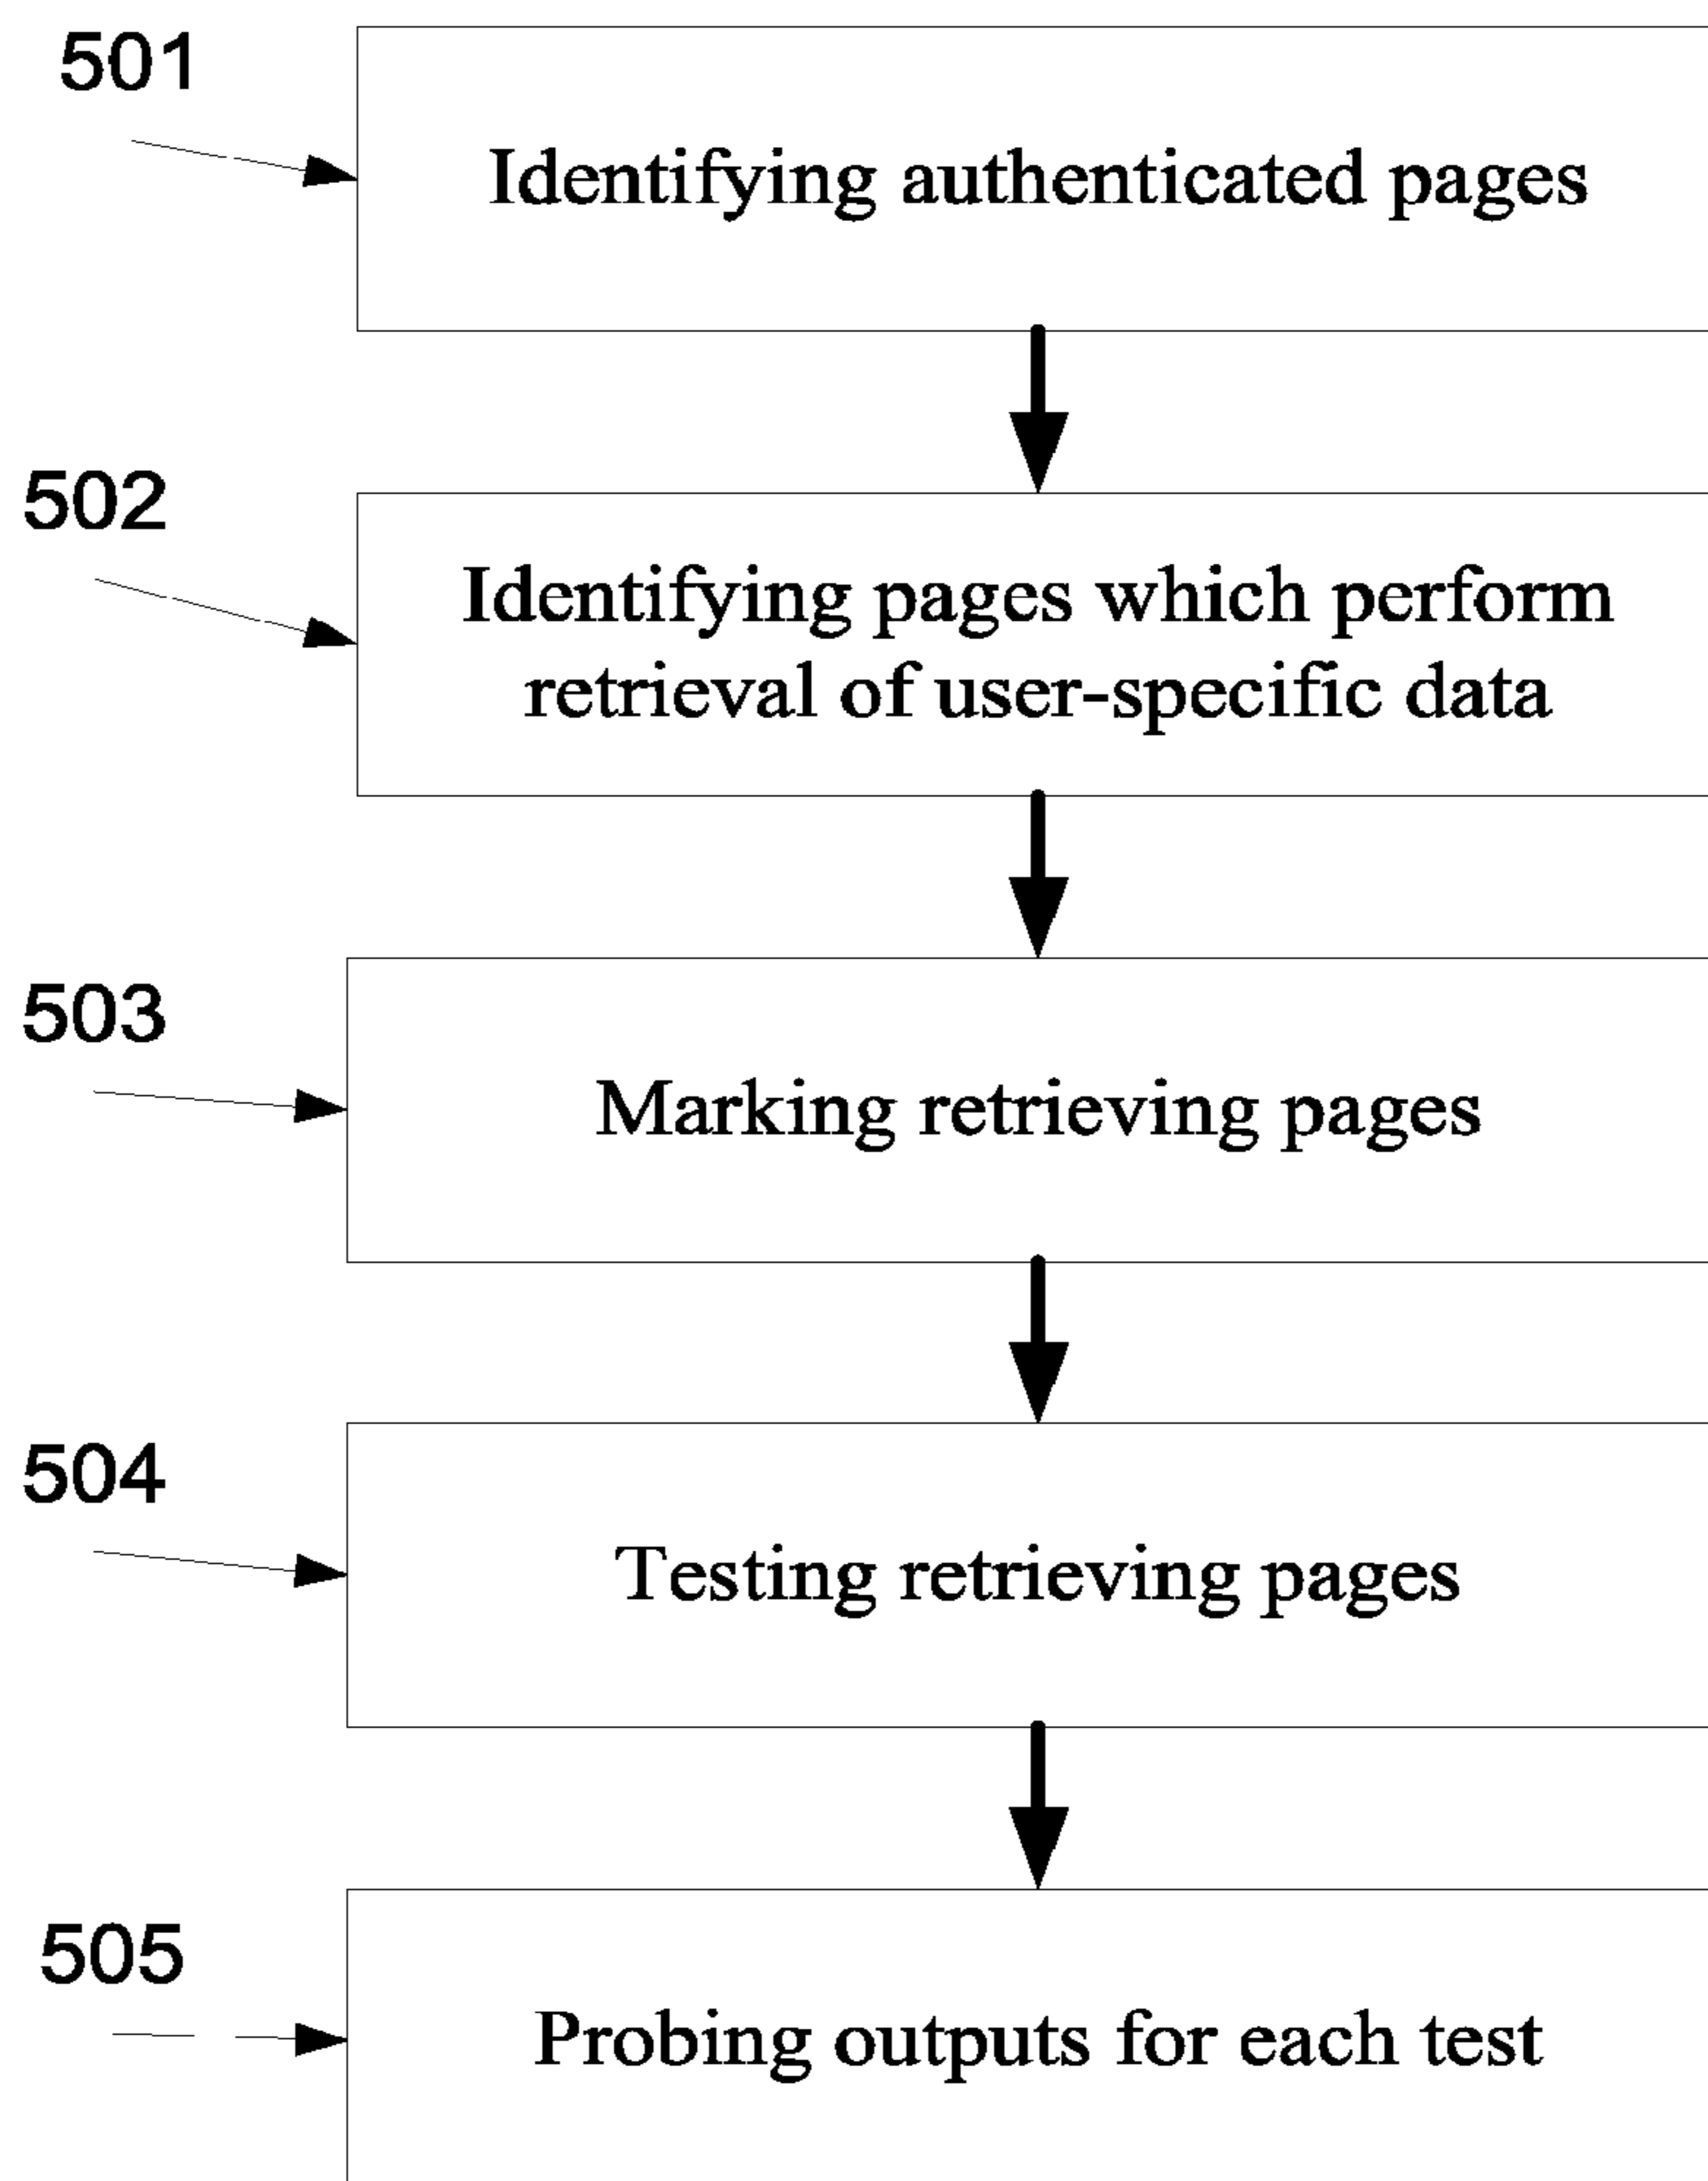 501
Identifying authenticated pages
502
Identifying pages which perform
retrieval of user-specific data
503
Marking retrieving pages
504
Testing retrieving pages
505
Probing outputs for each test